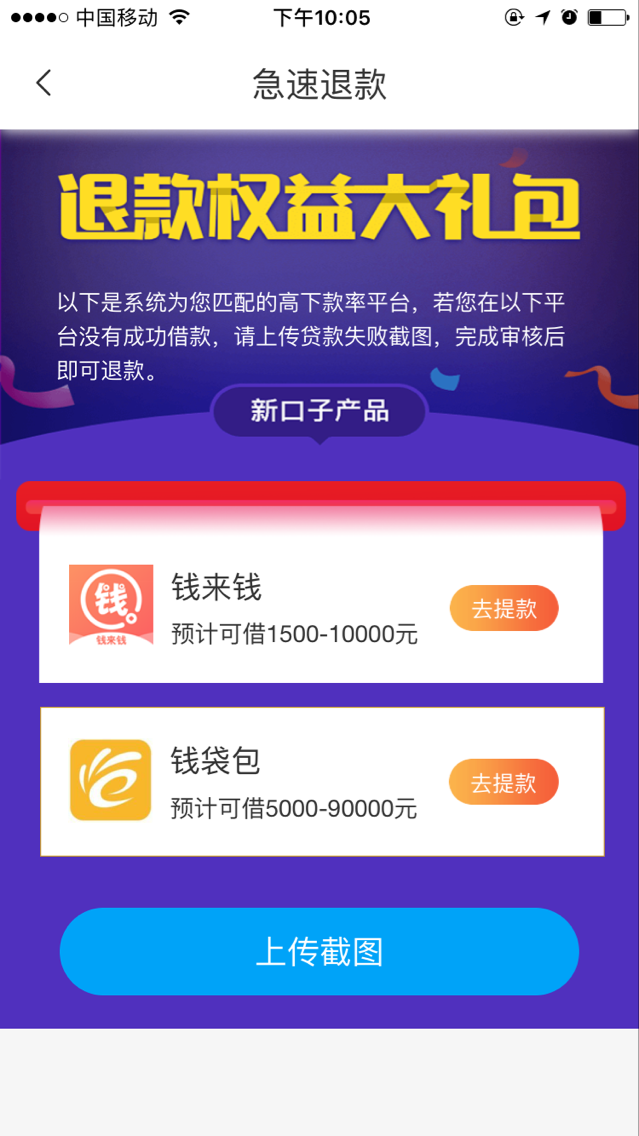 中国移动
下午10:05
急速退款
退款权益大礼包
以下是系统为您匹配的高下款率平台，若您在以下平
台没有成功借款，请上传贷款失败截图，完成审核后
即可退款。
新口子产品
钱
钱来钱
钱来钱
预计可借1500-10000元
去提款
钱袋包
预计可借5000-90000元
去提款
上传截图